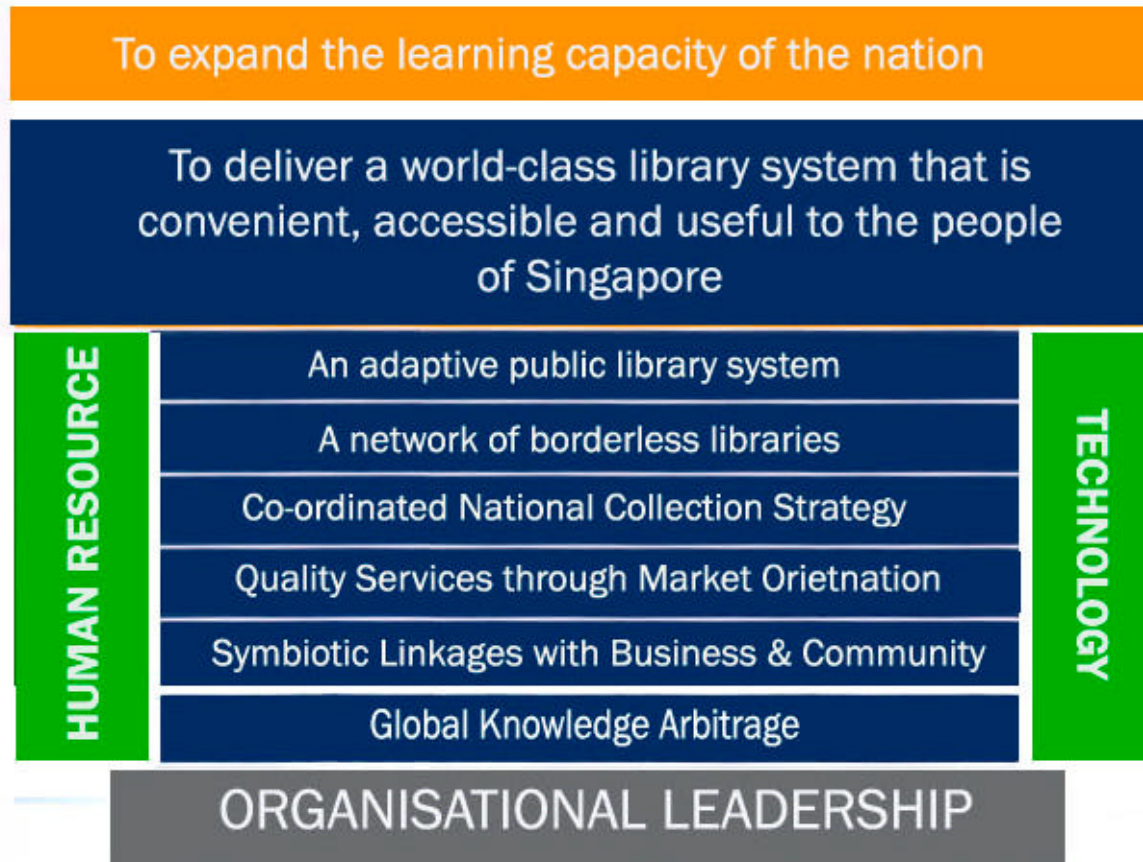 To expand the learning capacity of the nation
To deliver a world-class library system that is
convenient, accessible and useful to the people
of Singapore
HUMAN RESOURCE
An adaptive public library system
A network of borderless libraries
Co-ordinated National Collection Strategy
Quality Services through Market Orietnation
Symbiotic Linkages with Business & Community
Global Knowledge Arbitrage
TECHNOLOGY
ORGANISATIONAL LEADERSHIP